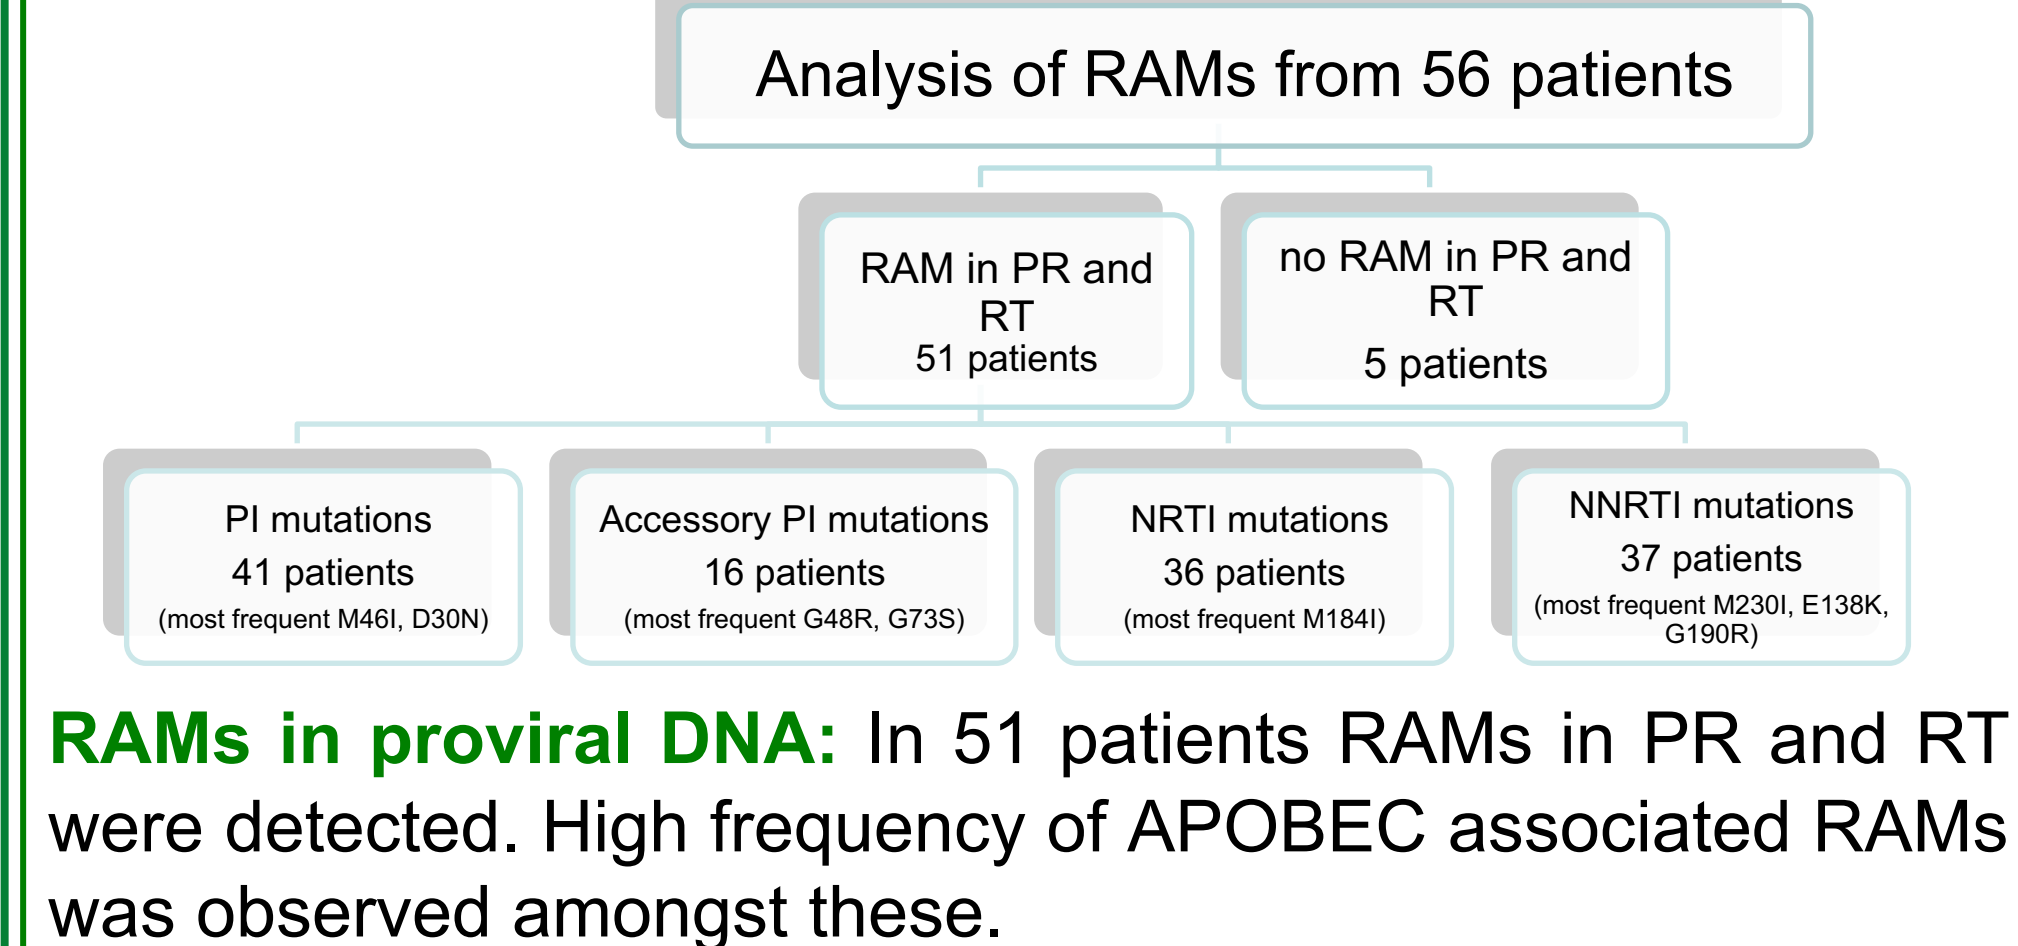 Analysis of RAMs from 56 patients
RAM in PR and
RT
51 patients
no RAM in PR and
RT
5 patients
PI mutations
41 patients
(most frequent M46I, D30N)
Accessory PI mutations
16 patients
(most frequent G48R, G73S)
NRTI mutations
36 patients
(most frequent M184I)
NNRTI mutations
37 patients
(most frequent M230I, E138K,
G190R)
RAMs in proviral DNA: In 51 patients RAMs in PR and RT
were detected. High frequency of APOBEC associated RAMs
was observed amongst these.